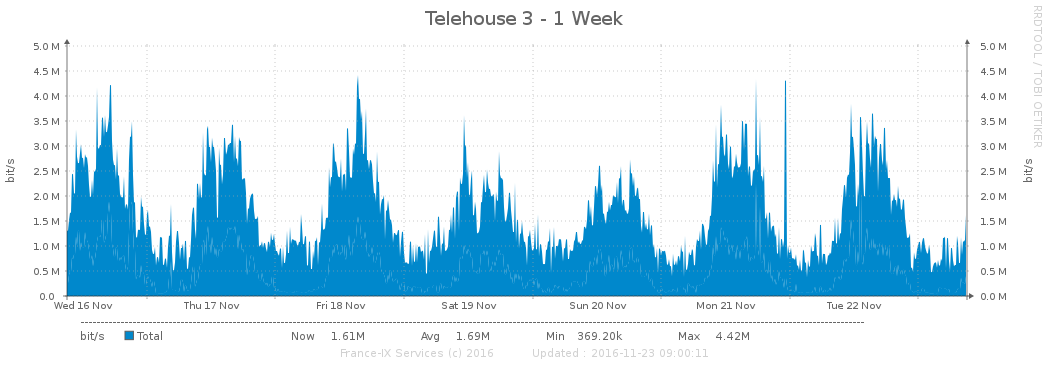 Telehouse 3 - 1 Week
RRDTOOL / TOBI OETIKER
bit/s
5.0 M 5.0 M
4.5 M 4.5 M
4.0 M 4.0 M
3.5 M 3.5 M
3.0 M 3.0 M
2.5 M 2.5 M
2.0 M 2.0 M
1.5 M 1.5 M
1.0 M 1.0 M
0.5 M 0.5 M
0.0 0.0 M
bit/s
Wed 16 Nov Thu 17 Nov Fri 18 Nov Sat 19 Nov Sun 20 Nov Mon 21 Nov Tue 22 Nov
bit/s Total Now 1.61M Avg 1.69M Min 369.20k Max 4.42M
France-IX Services (c) 2016 Updated : 2016-11-23 09:00:11